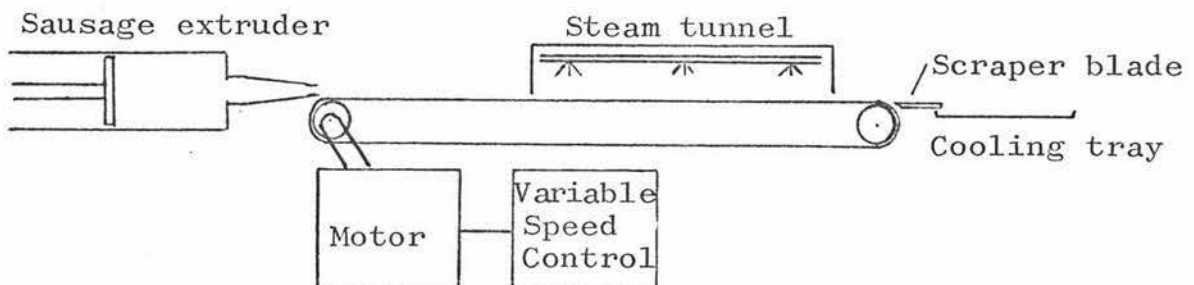 Sausage extruder
Steam tunnel
Scraper blade
Cooling tray
Motor
Variable
Speed
Control